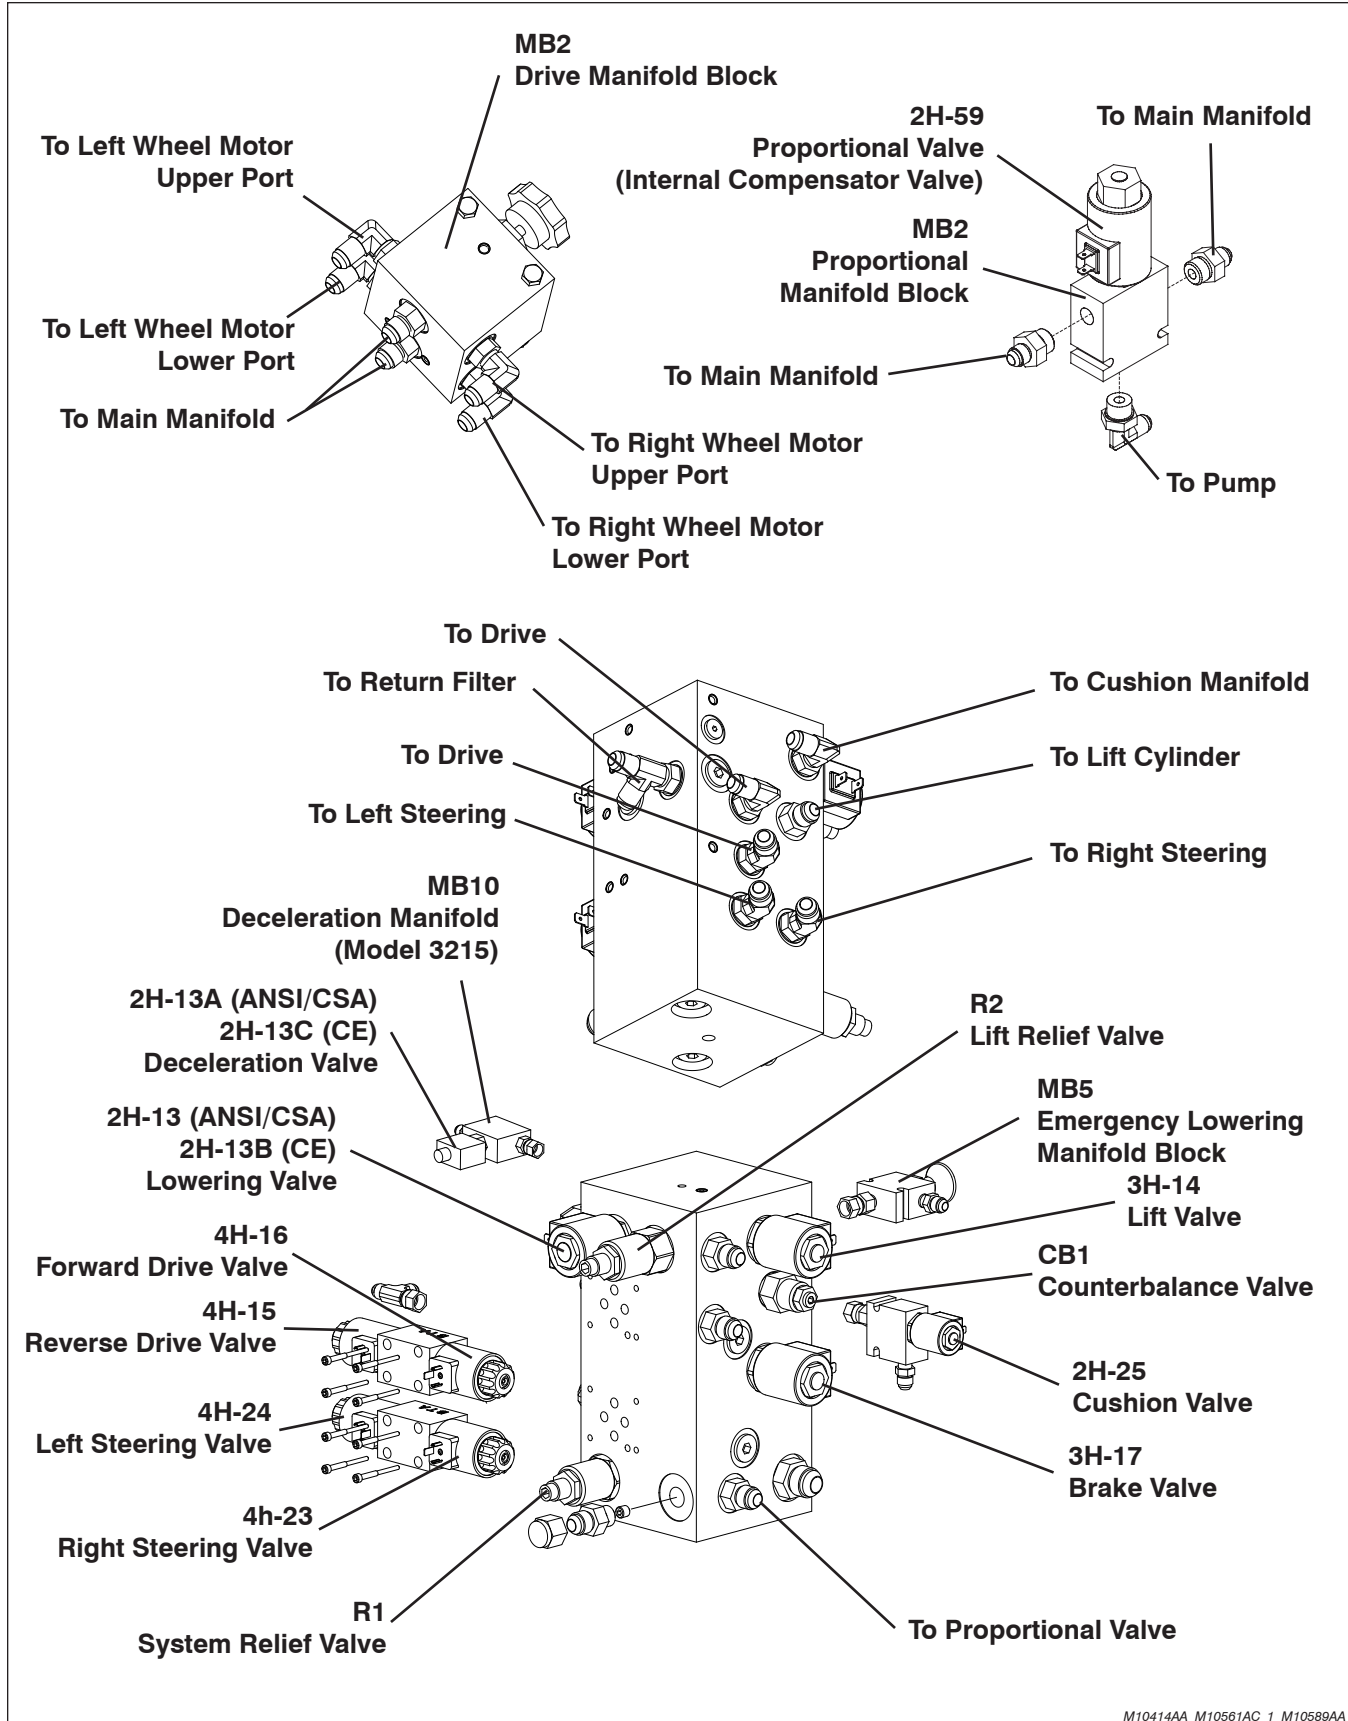 MB2
Drive Manifold Block
2H-59
Proportional Valve
(Internal Compensator Valve)
To Main Manifold
To Left Wheel Motor
Upper Port
MB2
Proportional
Manifold Block
To Left Wheel Motor
Lower Port
To Main Manifold
To Main Manifold
To Right Wheel Motor
Upper Port
To Pump
To Right Wheel Motor
Lower Port
To Drive
To Return Filter
To Cushion Manifold
To Drive
To Lift Cylinder
To Left Steering
To Right Steering
MB10
Deceleration Manifold
(Model 3215)
2H-13A (ANSI/CSA)
2H-13C (CE)
Deceleration Valve
R2
Lift Relief Valve
2H-13 (ANSI/CSA)
2H-13B (CE)
Lowering Valve
MB5
Emergency Lowering
Manifold Block
3H-14
Lift Valve
4H-16
Forward Drive Valve
CB1
Counterbalance Valve
4H-15
Reverse Drive Valve
2H-25
Cushion Valve
4H-24
Left Steering Valve
3H-17
Brake Valve
4h-23
Right Steering Valve
R1
System Relief Valve
To Proportional Valve
M10414AA M10561AC 1 M10589AA